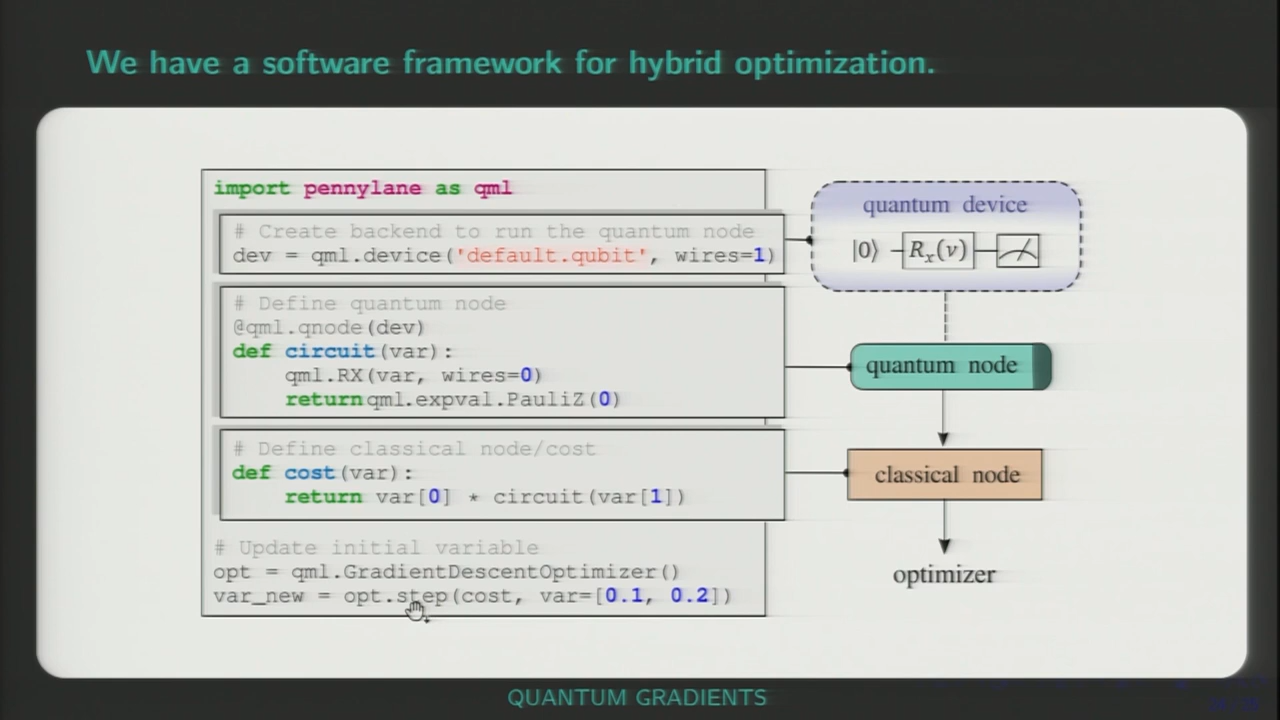 We have a software framework for hybrid optimization.
import pennylane as qml
# Create backend to run the quantum node
dev = qml.device('default.qubit', wires=1)
# Define quantum node
@qml.qnode(dev)
def circuit(var):
qml.RX(var, wires=0)
return qml.expval.PauliZ(0)
# Define classical node/cost
def cost(var):
return var[0] * circuit(var[1])
# Update initial variable
opt = qml.GradientDescentOptimizer()
var_new = opt.step(cost, var=[0.1, 0.2])
quantum device
|0⟩ Rx(v)
quantum node
classical node
optimizer
QUANTUM GRADIENTS